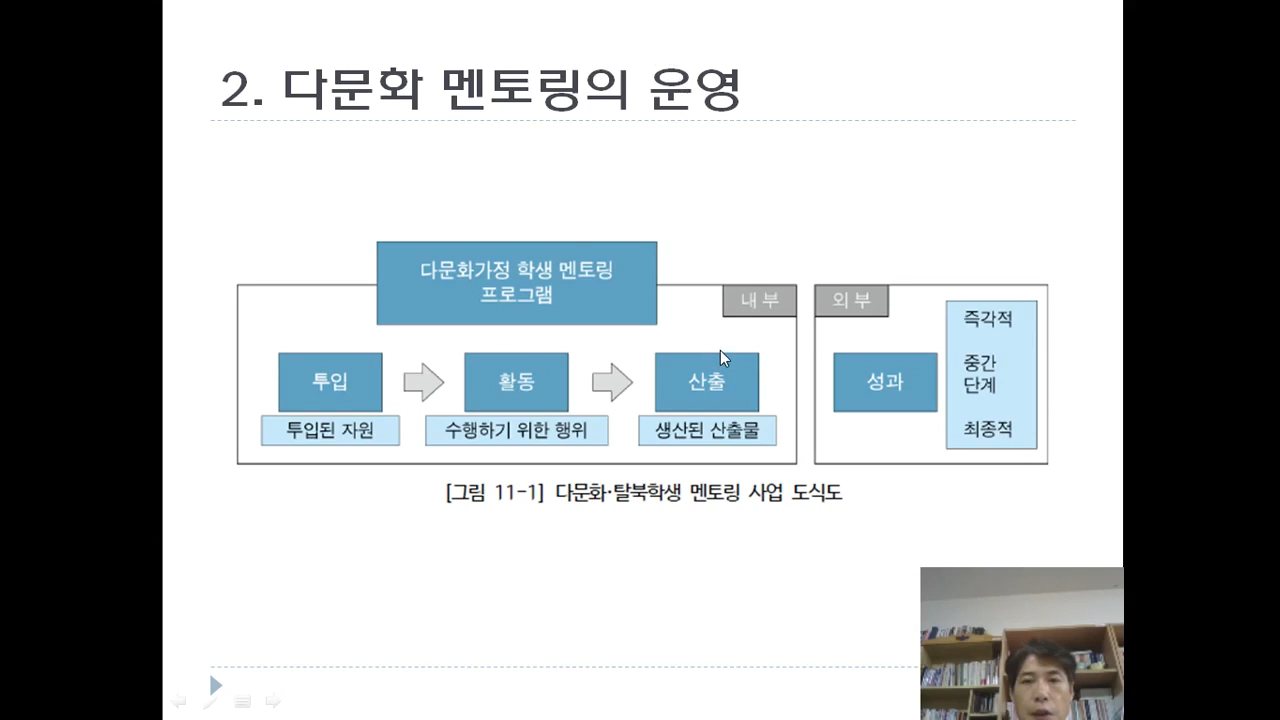 2. 다문화 멘토링의 운영
다문화가정 학생 멘토링
프로그램
내 부
외 부
투입
활동
산출
성과
투입된 자원
수행하기 위한 행위
생산된 산출물
즉각적
중간
단계
최종적
[그림 11-1] 다문화·탈북학생 멘토링 사업 도식도